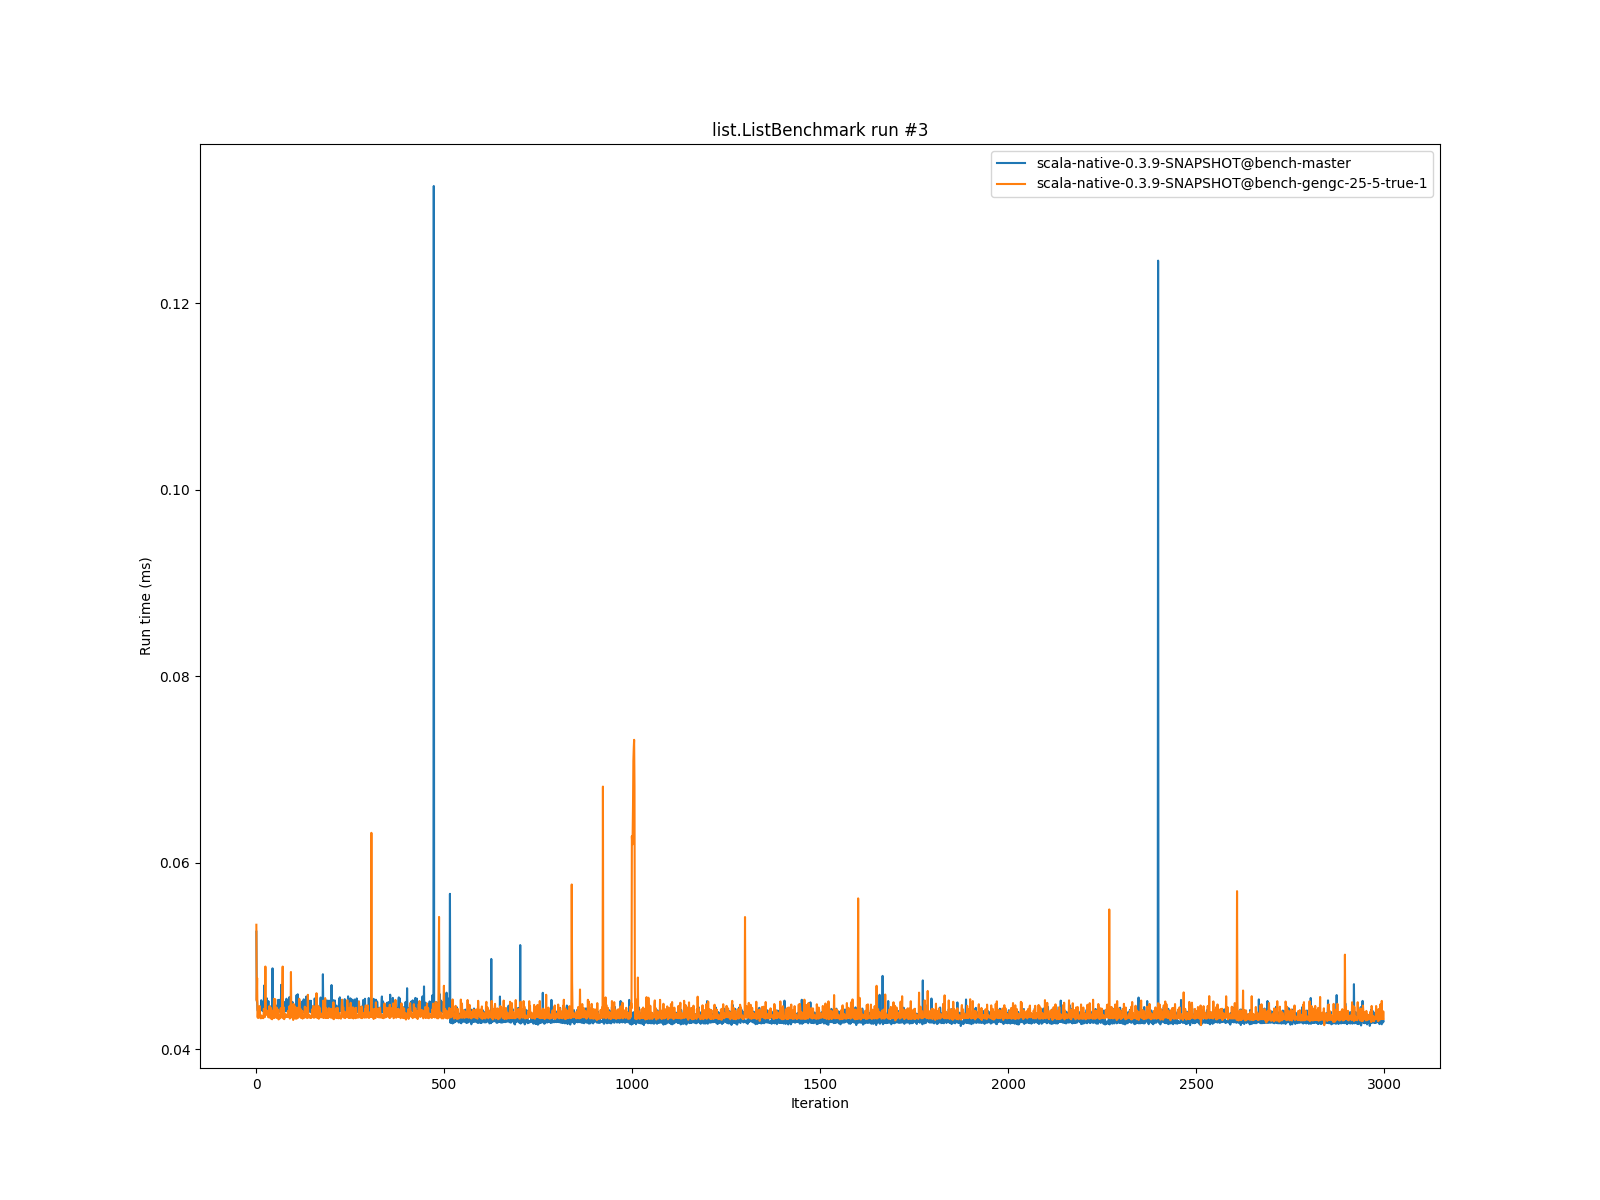 list.ListBenchmark run #3
scala-native-0.3.9-SNAPSHOT@bench-master
scala-native-0.3.9-SNAPSHOT@bench-gengc-25-5-true-1
0.12
0.10
0.08
0.06
0.04
Run time (ms)
0 500 1000 1500 2000 2500 3000
Iteration